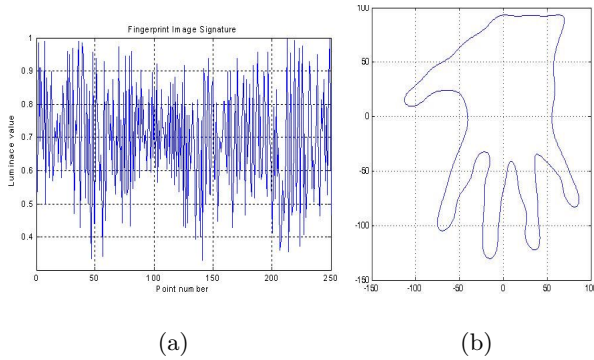 Fingerprint Image Signature
1
0.9
0.8
0.7
0.6
0.5
0.4
Luminace value
0 50 100 150 200 250
Point number
(a)
100
50
0
-50
-100
-150
-150 -100 -50 0 50 100
(b)